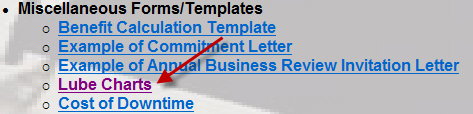 Miscellaneous Forms/Templates
Benefit Calculation Template
Example of Commitment Letter
Example of Annual Business Review Invitation Letter
Lube Charts
Cost of Downtime